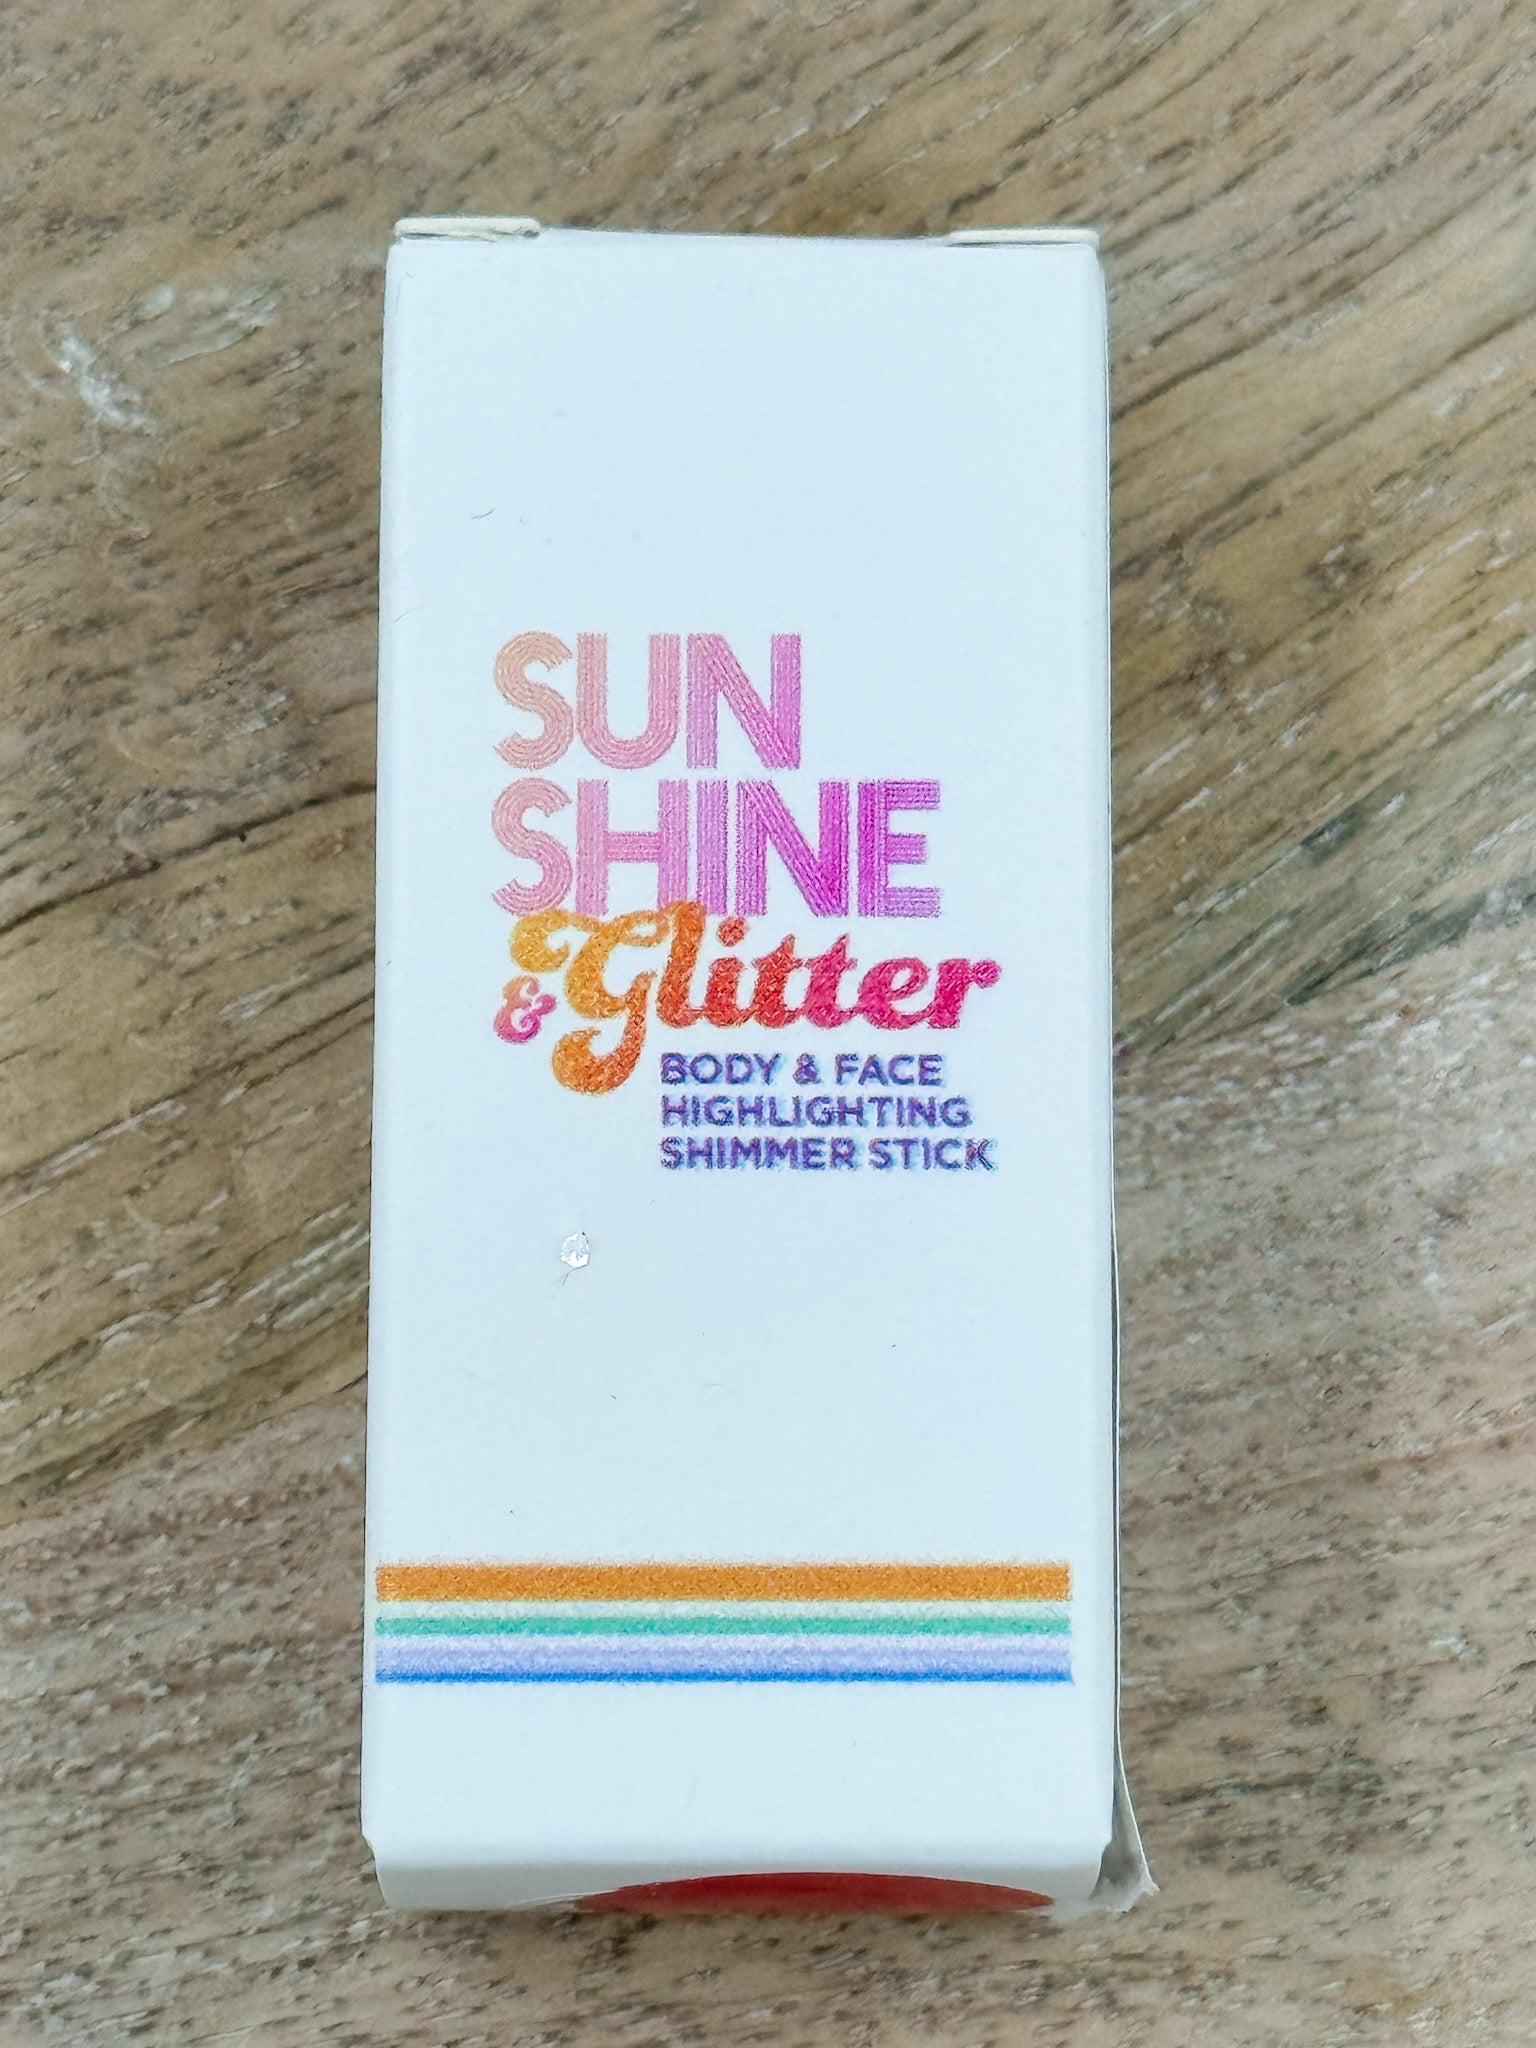 SUN
SHINE
& Glitter
BODY & FACE
HIGHLIGHTING
SHIMMER STICK